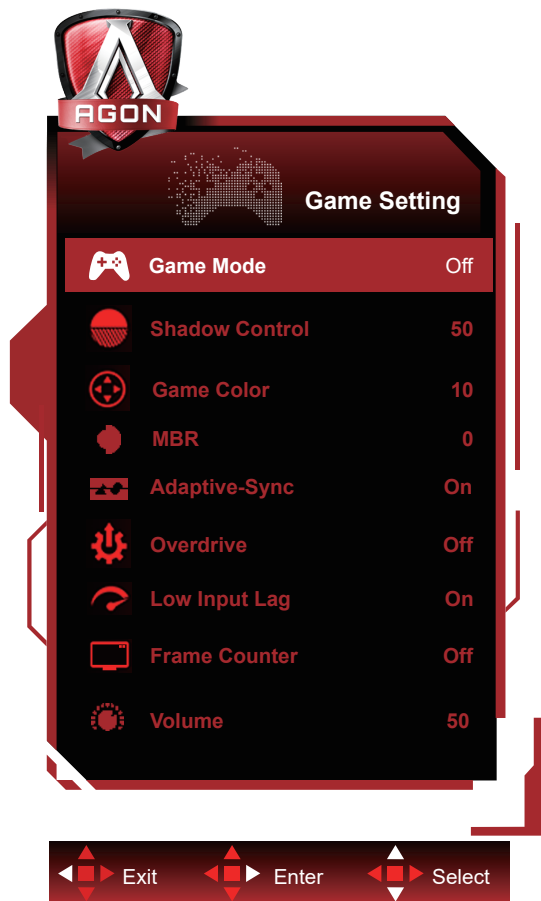 AGON
Game Setting
Game Mode Off
Shadow Control 50
Game Color 10
MBR 0
Adaptive-Sync On
Overdrive Off
Low Input Lag On
Frame Counter Off
Volume 50
Exit Enter Select